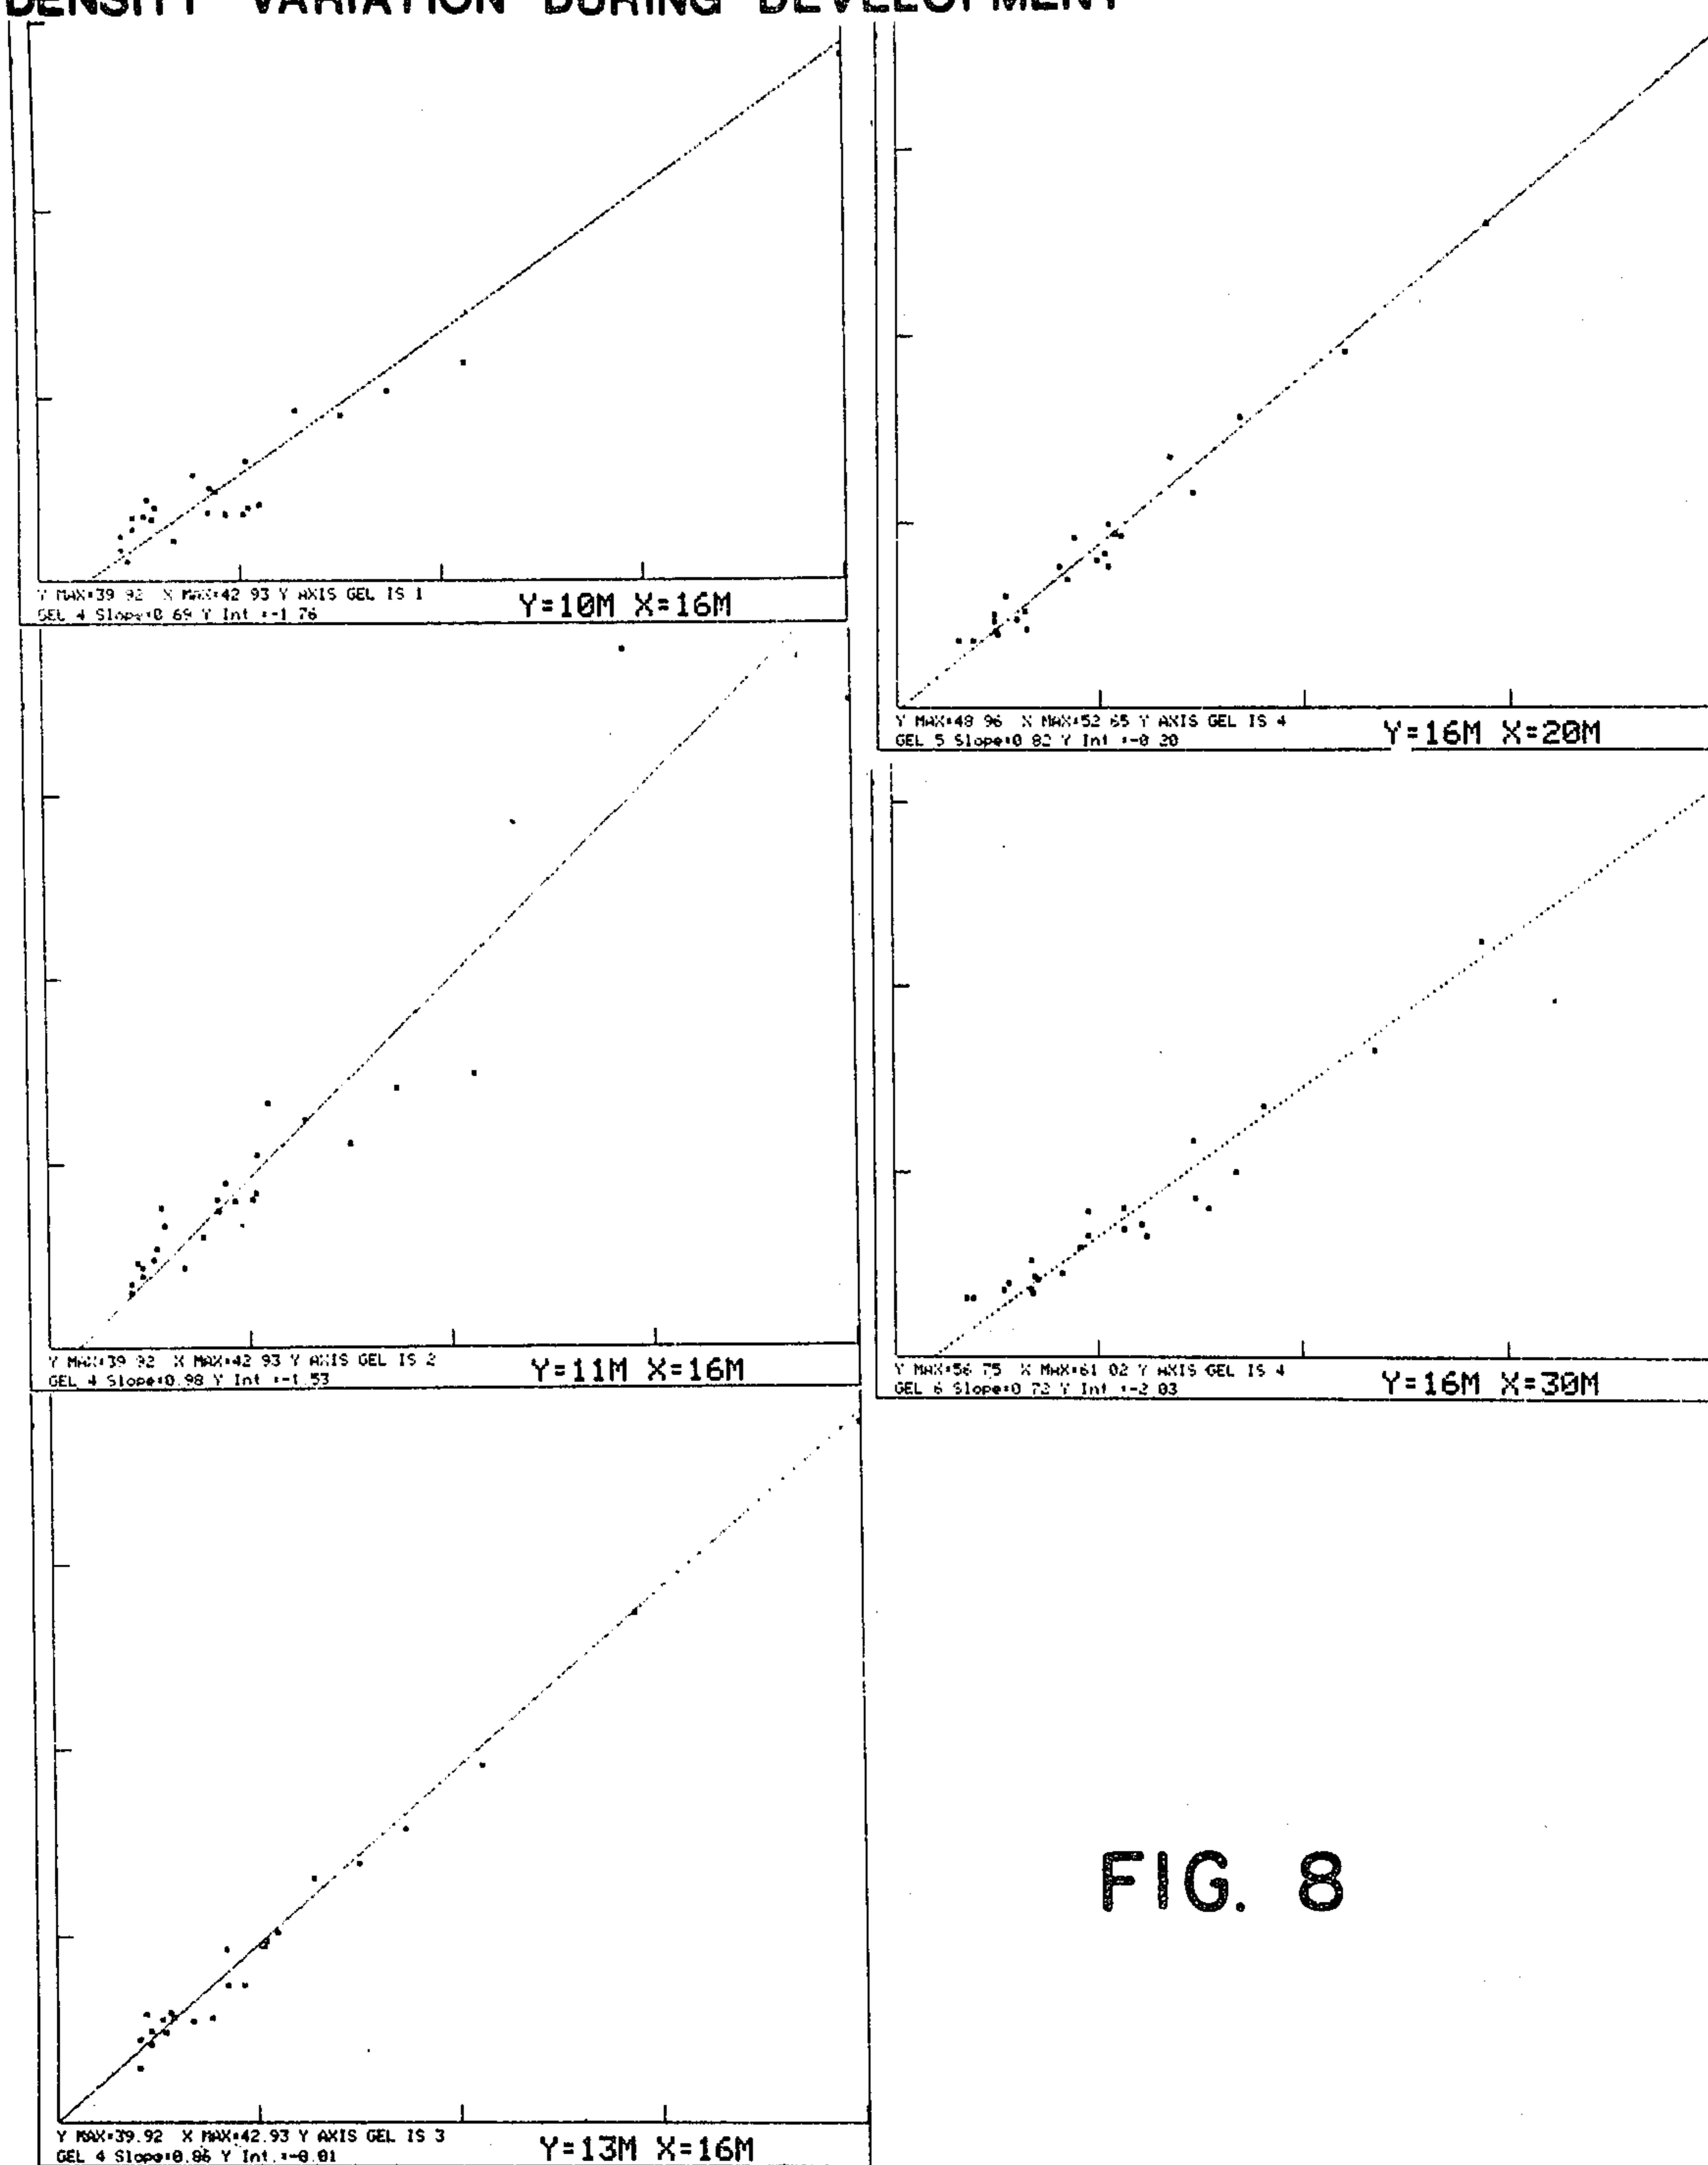 DENSITY VARIATION DURING DEVELOPMENT
Y MAX=39 92 X MAX=42 93 Y AXIS GEL IS 1
GEL 4 Slope=0 69 Y Int =-1 76
Y=10M X=16M
Y MAX=39 92 X MAX=42 93 Y AXIS GEL IS 2
GEL 4 Slope=0.98 Y Int =-1.53
Y=11M X=16M
Y MAX=39.92 X MAX=42.93 Y AXIS GEL IS 3
GEL 4 Slope=0.86 Y Int.=-0.01
Y=13M X=16M
Y MAX=48 96 X MAX=52 65 Y AXIS GEL IS 4
GEL 5 Slope=0 82 Y Int =-0 20
Y=16M X=20M
Y MAX=56 75 X MAX=61 02 Y AXIS GEL IS 4
GEL 6 Slope=0 72 Y Int =-2 03
Y=16M X=30M
FIG. 8